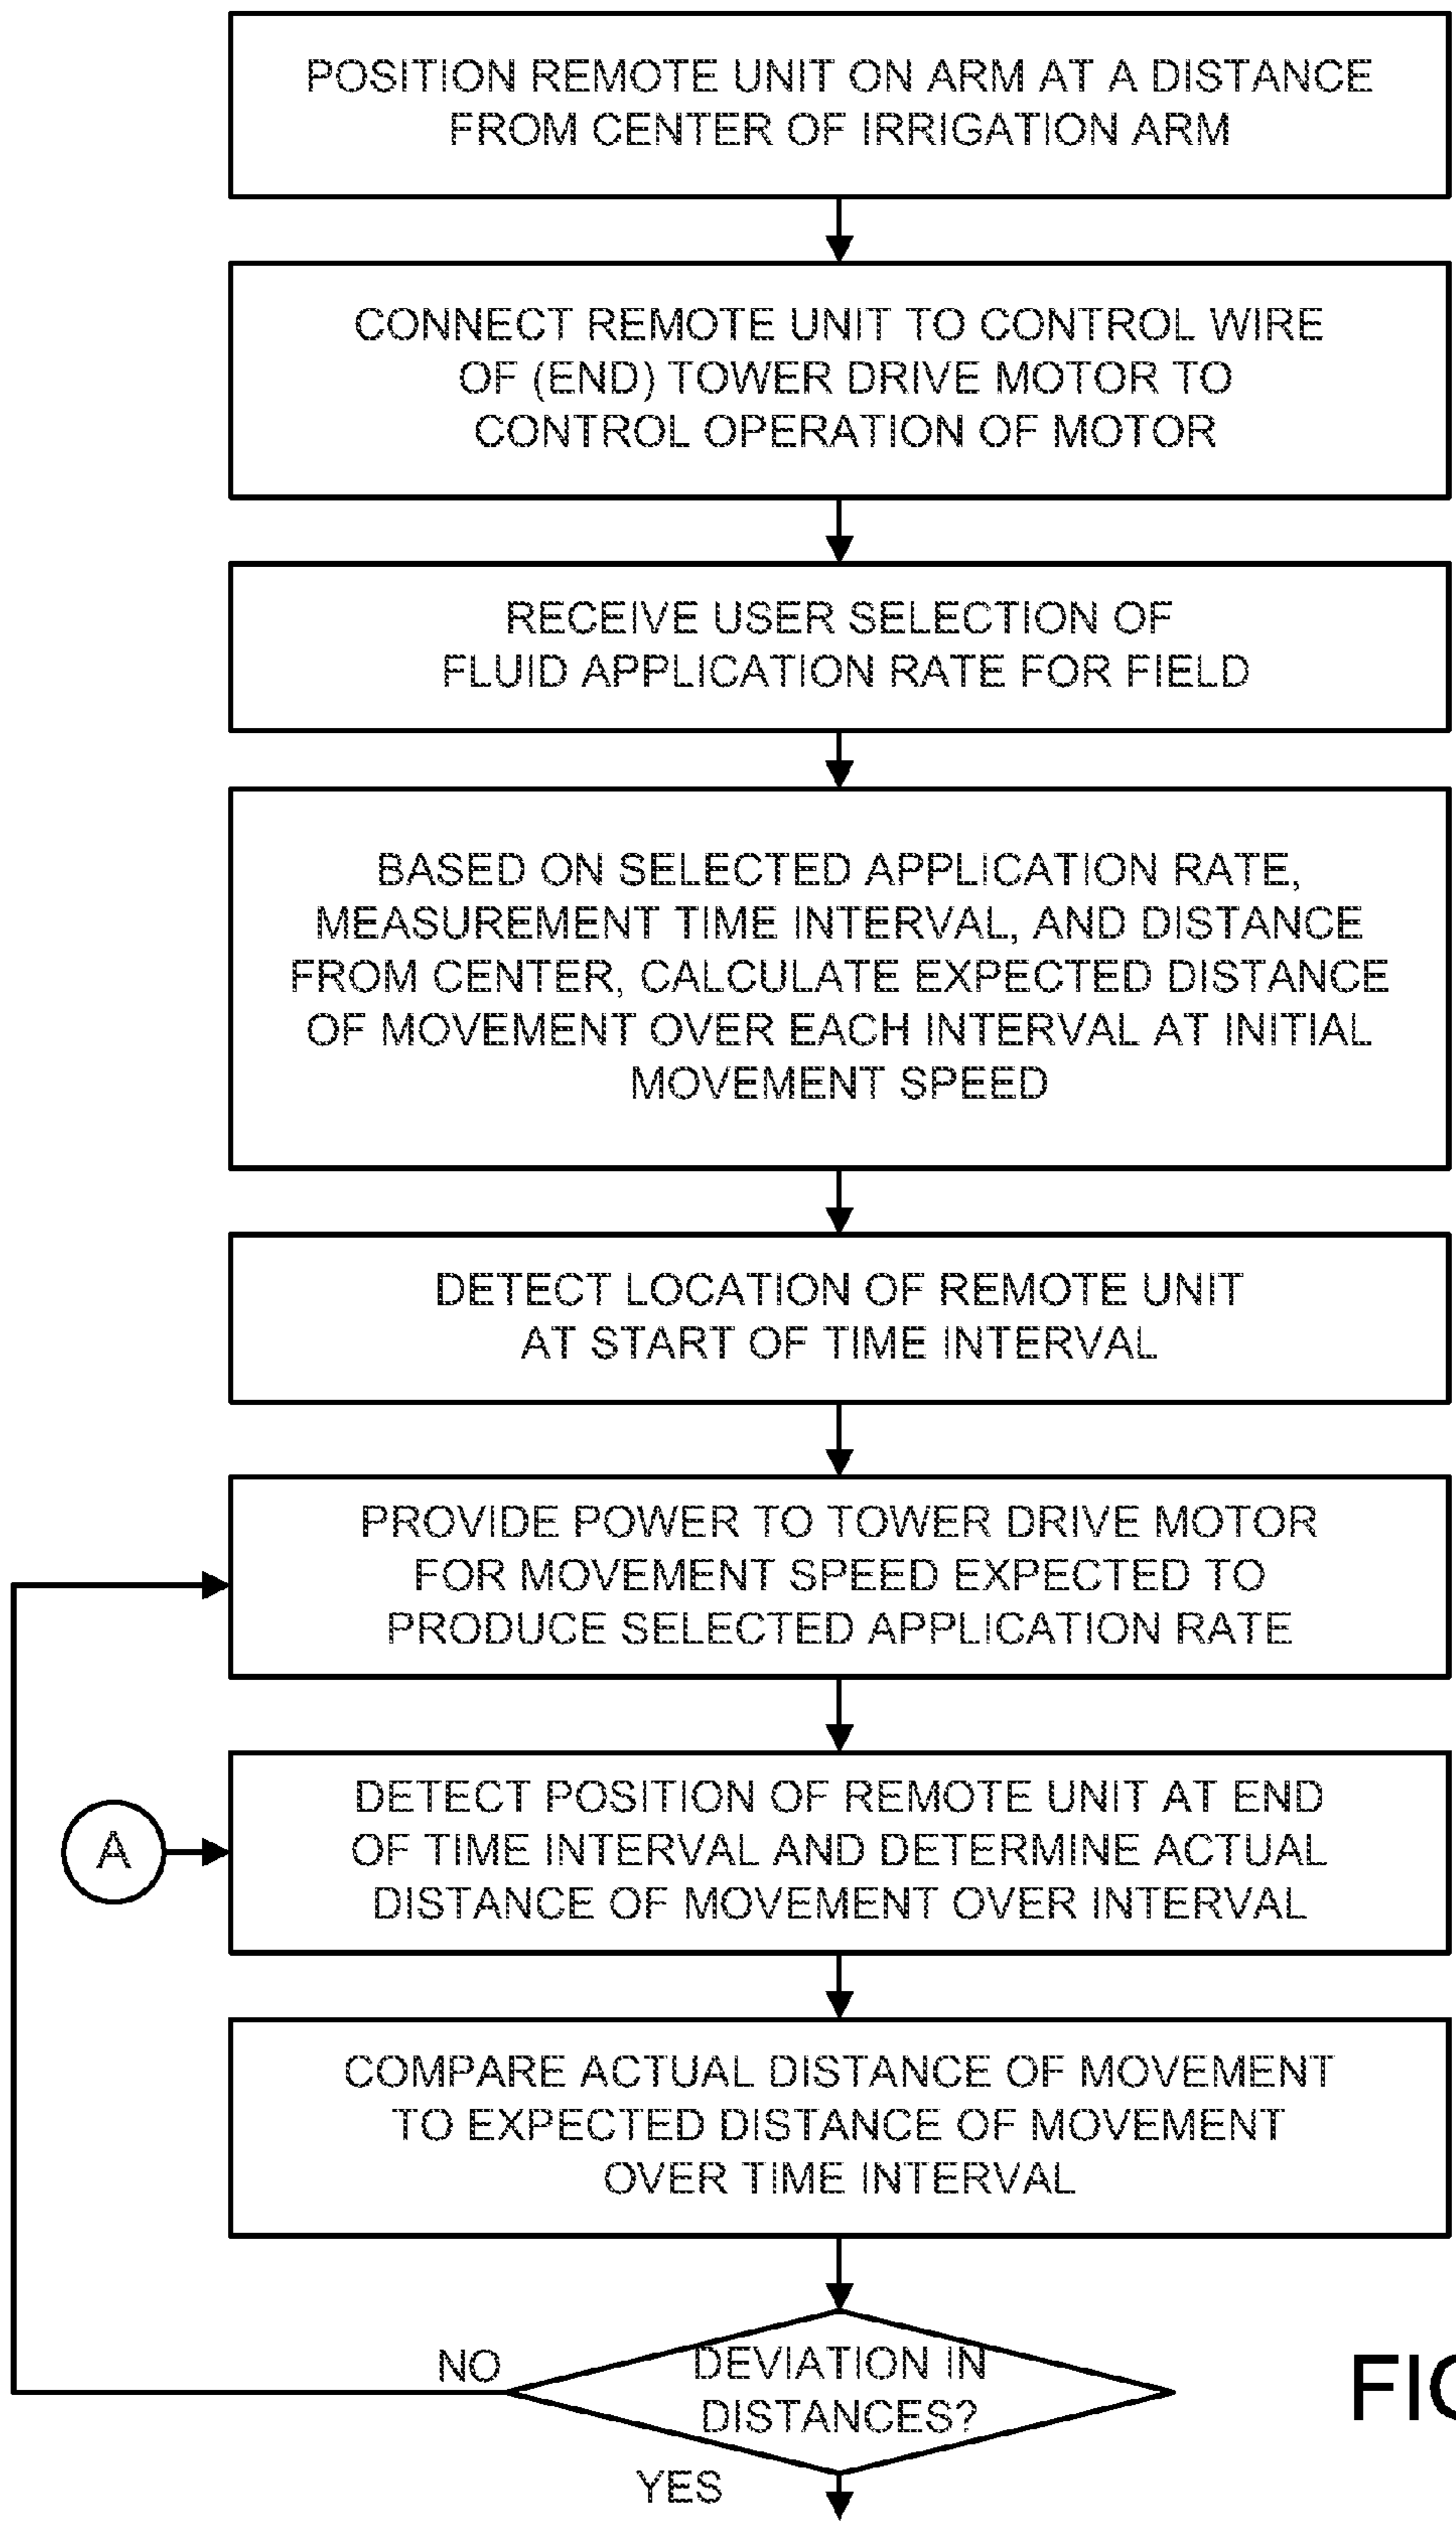 POSITION REMOTE UNIT ON ARM AT A DISTANCE
FROM CENTER OF IRRIGATION ARM
CONNECT REMOTE UNIT TO CONTROL WIRE
OF (END) TOWER DRIVE MOTOR TO
CONTROL OPERATION OF MOTOR
RECEIVE USER SELECTION OF
FLUID APPLICATION RATE FOR FIELD
BASED ON SELECTED APPLICATION RATE,
MEASUREMENT TIME INTERVAL, AND DISTANCE
FROM CENTER, CALCULATE EXPECTED DISTANCE
OF MOVEMENT OVER EACH INTERVAL AT INITIAL
MOVEMENT SPEED
DETECT LOCATION OF REMOTE UNIT
AT START OF TIME INTERVAL
PROVIDE POWER TO TOWER DRIVE MOTOR
FOR MOVEMENT SPEED EXPECTED TO
PRODUCE SELECTED APPLICATION RATE
A
DETECT POSITION OF REMOTE UNIT AT END
OF TIME INTERVAL AND DETERMINE ACTUAL
DISTANCE OF MOVEMENT OVER INTERVAL
COMPARE ACTUAL DISTANCE OF MOVEMENT
TO EXPECTED DISTANCE OF MOVEMENT
OVER TIME INTERVAL
NO
DEVIATION IN
DISTANCES?
YES